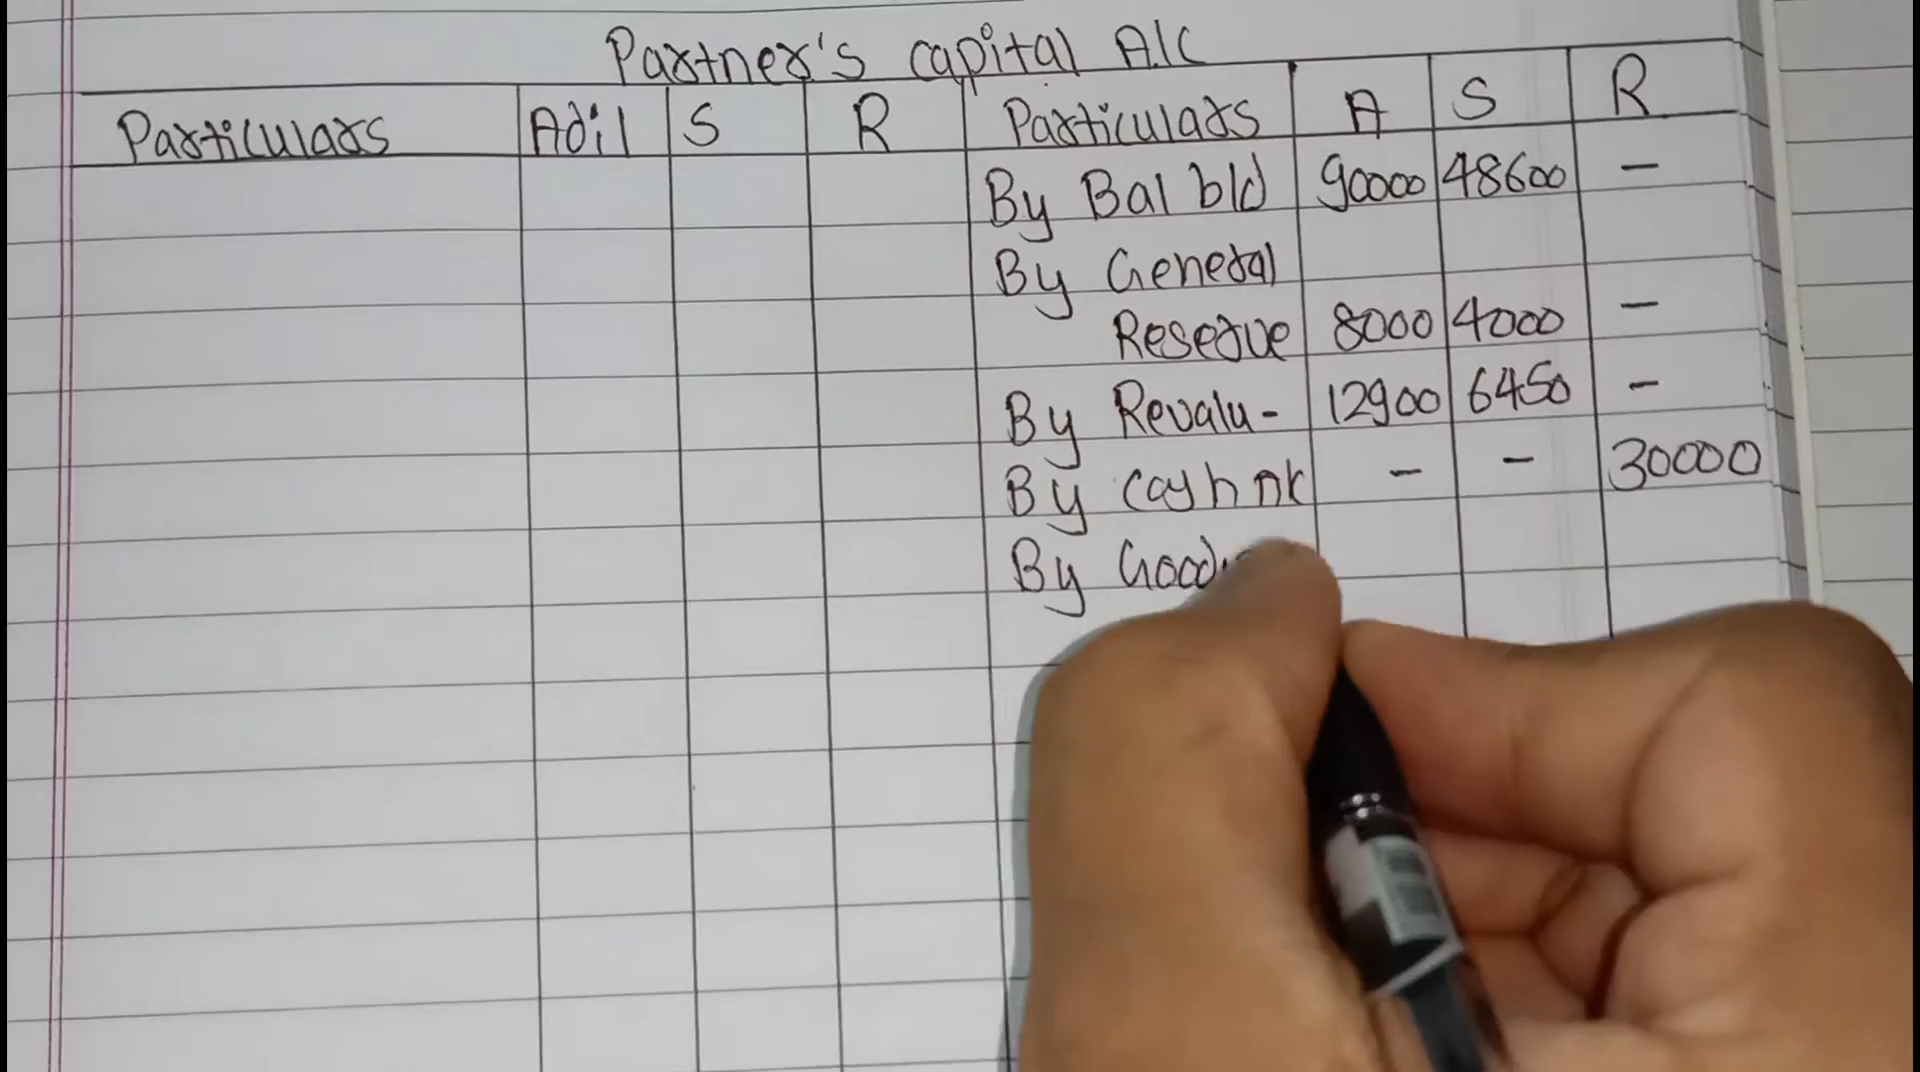 Partner's capital A/C
Particulars Adil S R Particulars A S R
By Bal b/d 90000 48600 -
By General
Reserve 8000 4000 -
By Revalu- 12900 6450 -
By Cash - - 30000
By